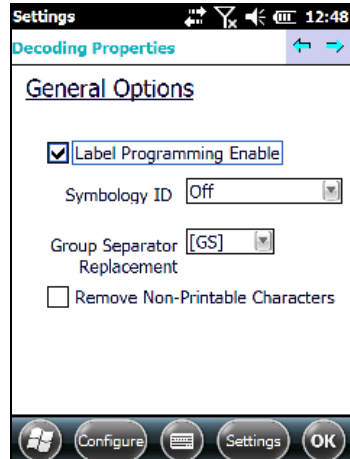 Settings 12:48
Decoding Properties
General Options
Label Programming Enable
Symbology ID Off
Group Separator [GS]
Replacement
Remove Non-Printable Characters
Configure Settings OK